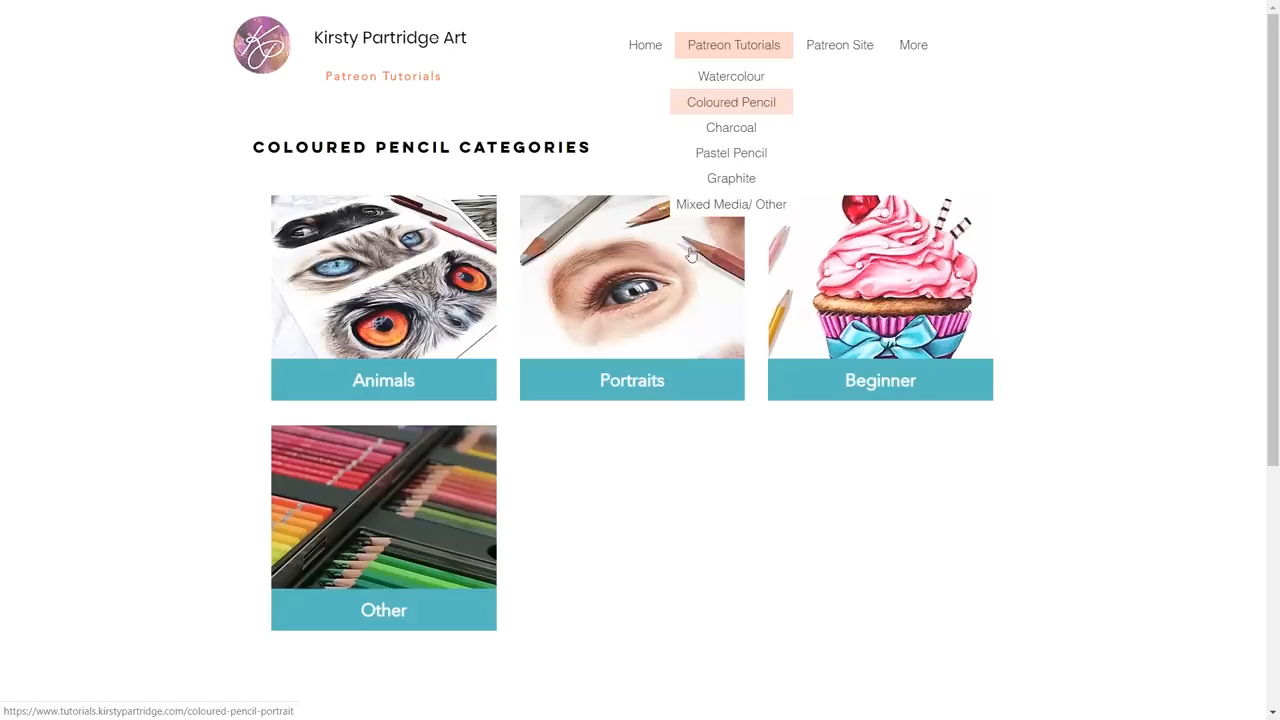 KP
Kirsty Partridge Art
Patreon Tutorials
Home
Patreon Tutorials
Patreon Site
More
Watercolour
Coloured Pencil
Charcoal
Pastel Pencil
Graphite
Mixed Media/ Other
COLOURED PENCIL CATEGORIES
Animals
Portraits
Beginner
Other
https://www.tutorials.kirstypartridge.com/coloured-pencil-portrait